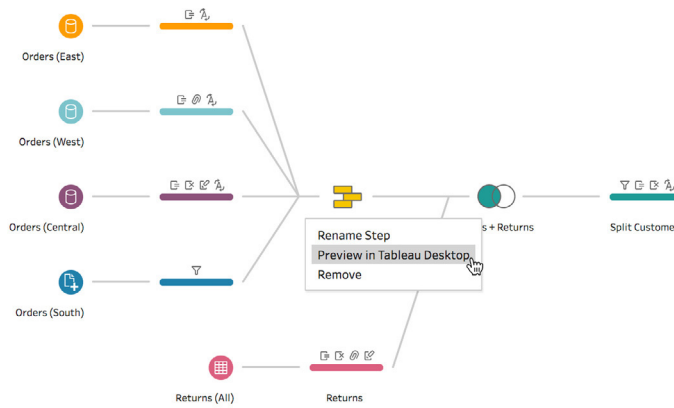 Orders (East)
Orders (West)
Orders (Central)
s + Returns
Split Custome
Rename Step
Preview in Tableau Desktop
Remove
Orders (South)
Returns (All)
Returns